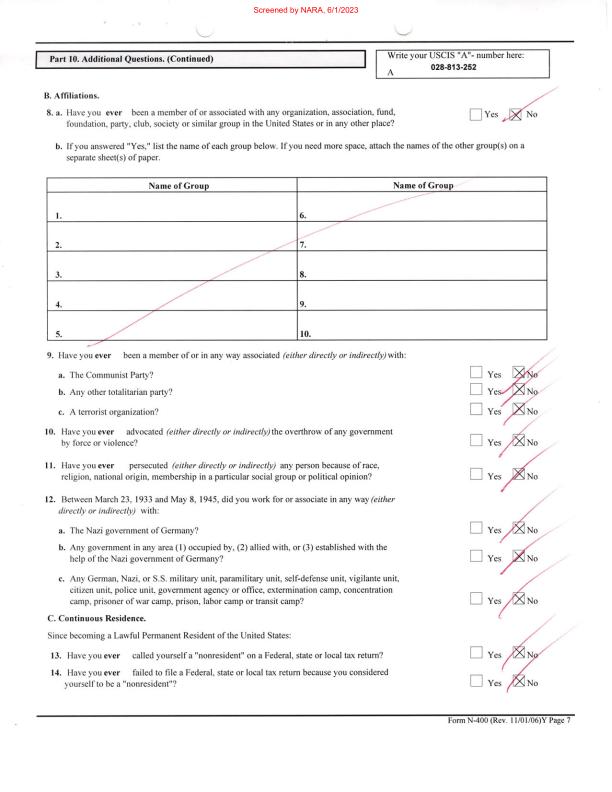 Screened by NARA, 6/1/2023
Part 10. Additional Questions. (Continued)
Write your USCIS "A"- number here:
A 028-813-252
B. Affiliations.
8. a. Have you ever been a member of or associated with any organization, association, fund,
foundation, party, club, society or similar group in the United States or in any other place?
Yes No
b. If you answered "Yes," list the name of each group below. If you need more space, attach the names of the other group(s) on a
separate sheet(s) of paper.
Name of Group Name of Group
1. 6.
2. 7.
3. 8.
4. 9.
5. 10.
9. Have you ever been a member of or in any way associated (either directly or indirectly) with:
a. The Communist Party? Yes No
b. Any other totalitarian party? Yes No
c. A terrorist organization? Yes No
10. Have you ever advocated (either directly or indirectly) the overthrow of any government
by force or violence? Yes No
11. Have you ever persecuted (either directly or indirectly) any person because of race,
religion, national origin, membership in a particular social group or political opinion? Yes No
12. Between March 23, 1933 and May 8, 1945, did you work for or associate in any way (either
directly or indirectly) with:
a. The Nazi government of Germany? Yes No
b. Any government in any area (1) occupied by, (2) allied with, or (3) established with the
help of the Nazi government of Germany? Yes No
c. Any German, Nazi, or S.S. military unit, paramilitary unit, self-defense unit, vigilante unit,
citizen unit, police unit, government agency or office, extermination camp, concentration
camp, prisoner of war camp, prison, labor camp or transit camp? Yes No
C. Continuous Residence.
Since becoming a Lawful Permanent Resident of the United States:
13. Have you ever called yourself a "nonresident" on a Federal, state or local tax return? Yes No
14. Have you ever failed to file a Federal, state or local tax return because you considered
yourself to be a "nonresident"? Yes No
Form N-400 (Rev. 11/01/06)Y Page 7